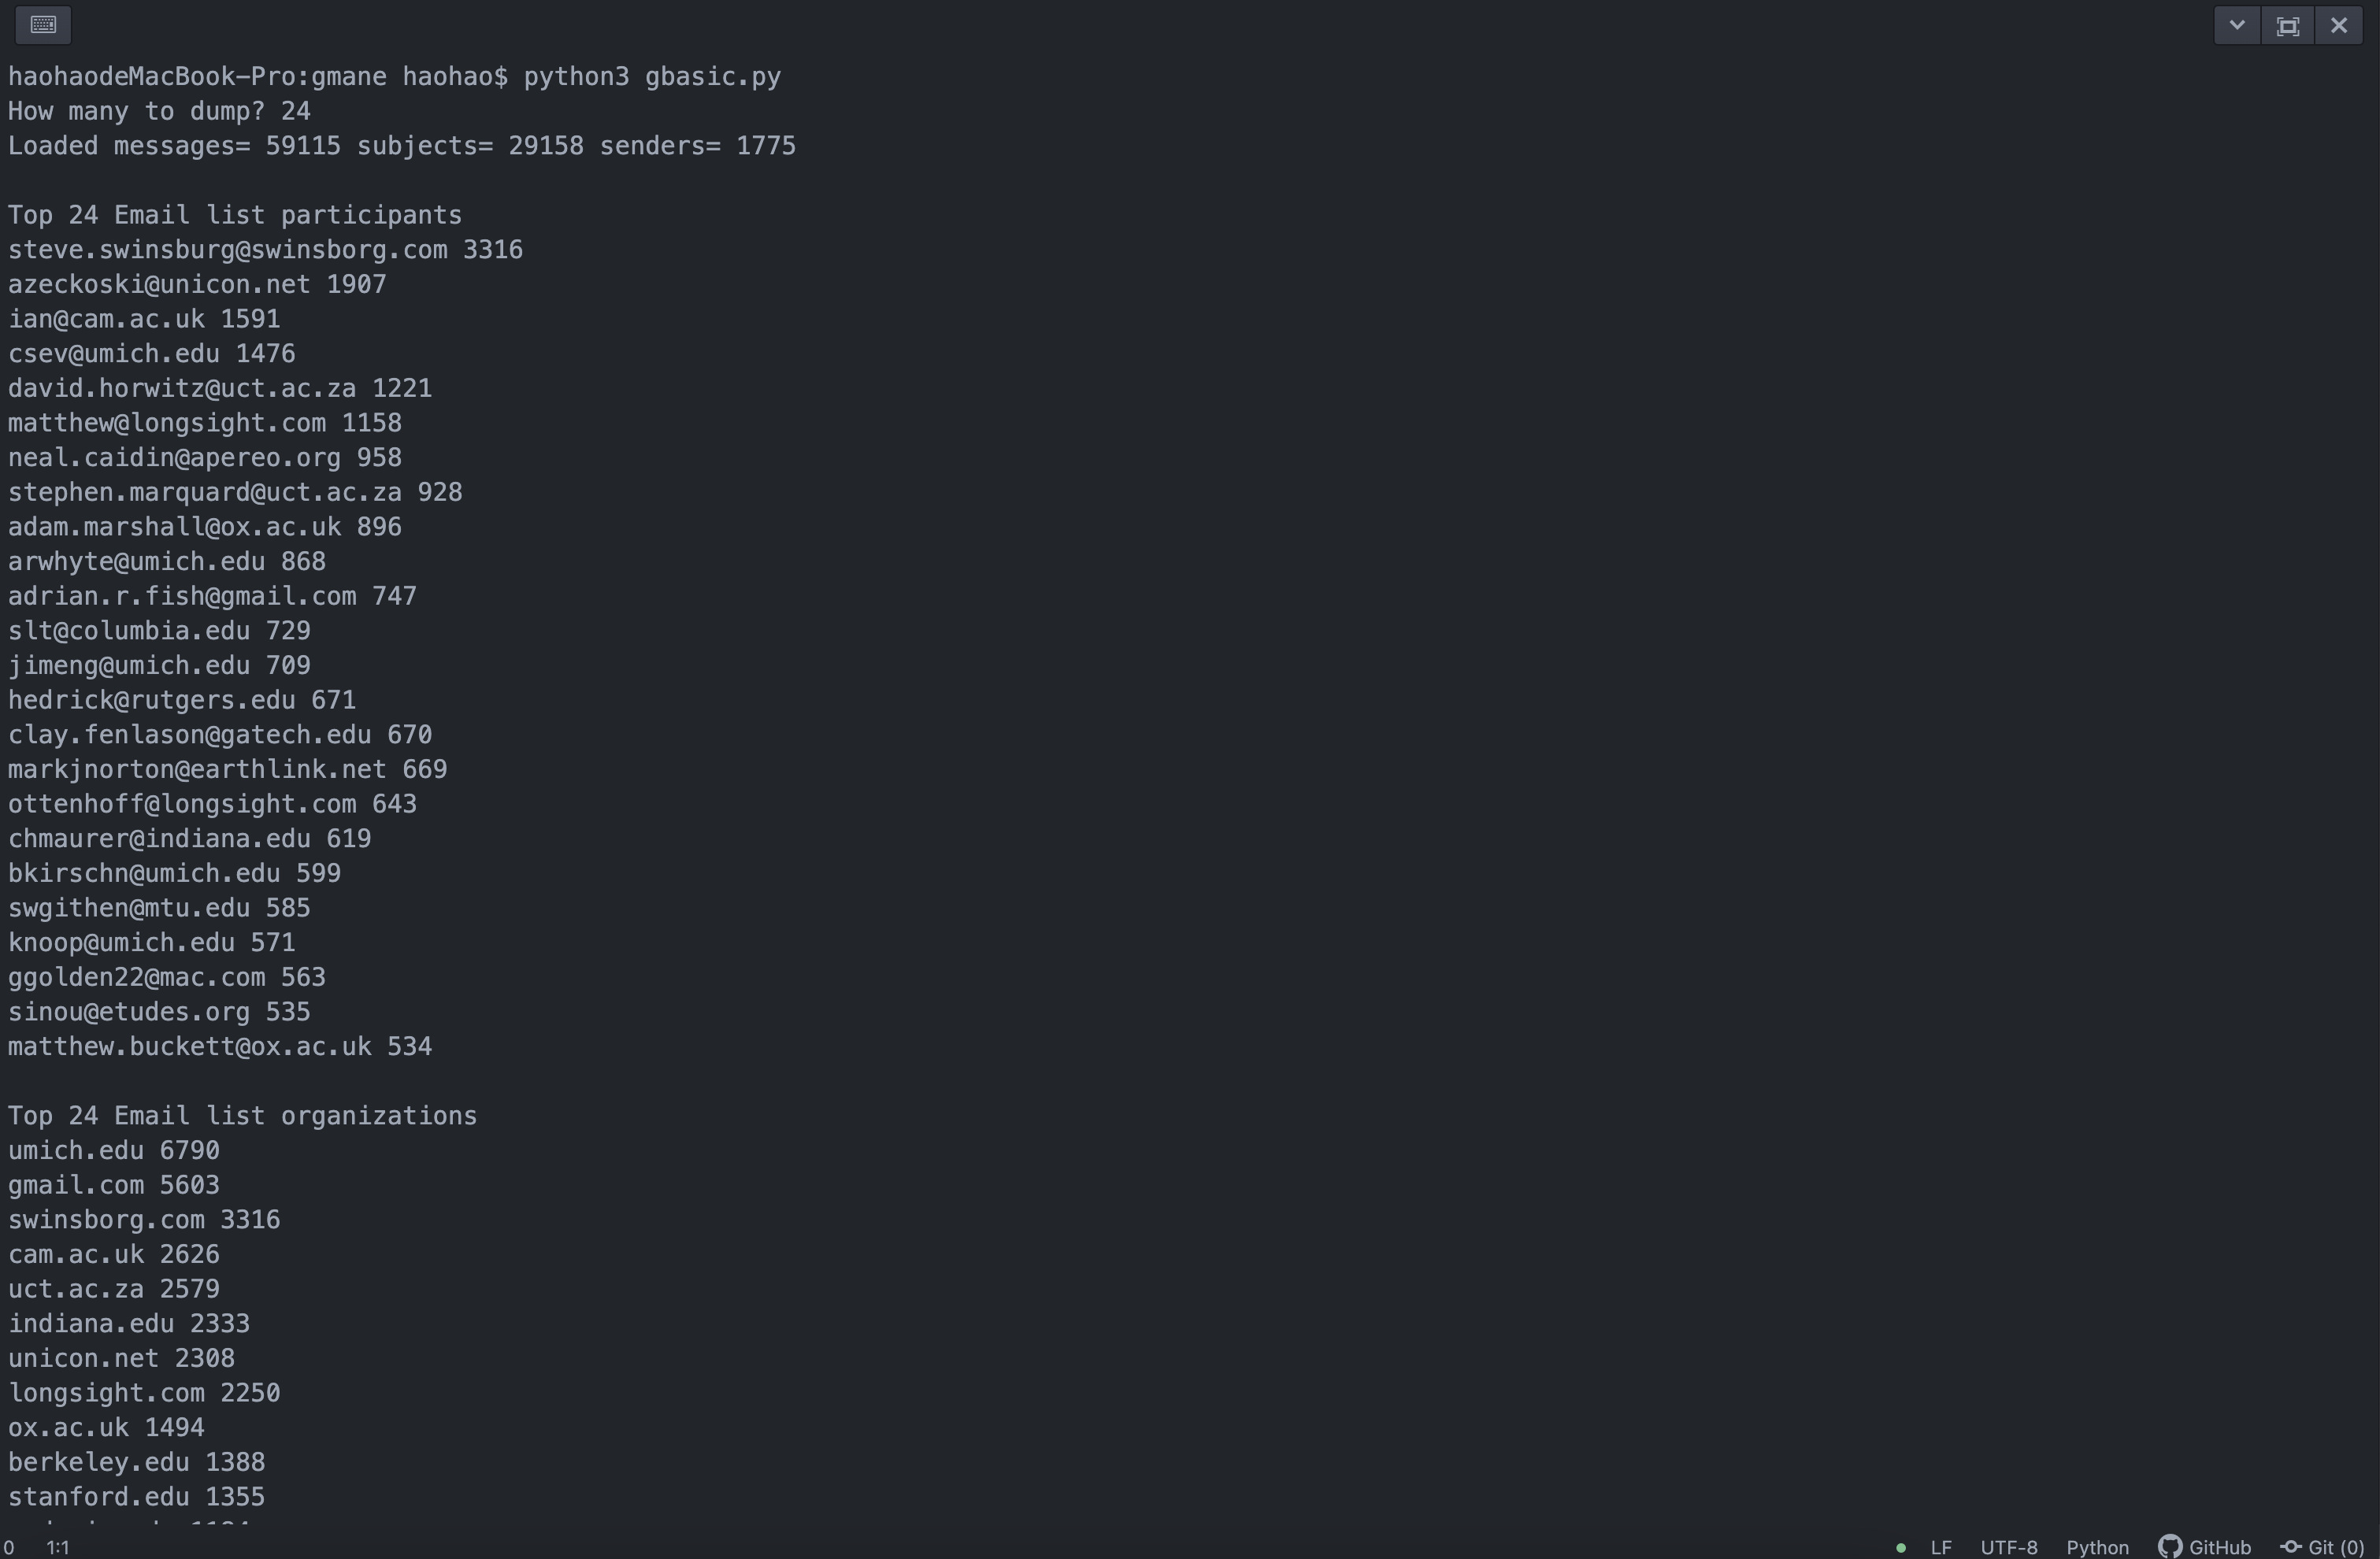 haohaodeMacBook-Pro:gmane haohao$ python3 gbasic.py
How many to dump? 24
Loaded messages= 59115 subjects= 29158 senders= 1775
Top 24 Email list participants
steve.swinsburg@swinsborg.com 3316
azeckoski@unicon.net 1907
ian@cam.ac.uk 1591
csev@umich.edu 1476
david.horwitz@uct.ac.za 1221
matthew@longsight.com 1158
neal.caidin@apereo.org 958
stephen.marquard@uct.ac.za 928
adam.marshall@ox.ac.uk 896
arwhyte@umich.edu 868
adrian.r.fish@gmail.com 747
slt@columbia.edu 729
jimeng@umich.edu 709
hedrick@rutgers.edu 671
clay.fenlason@gatech.edu 670
markjnorton@earthlink.net 669
ottenhoff@longsight.com 643
chmaurer@indiana.edu 619
bkirschn@umich.edu 599
swgithen@mtu.edu 585
knoop@umich.edu 571
ggolden22@mac.com 563
sinou@etudes.org 535
matthew.buckett@ox.ac.uk 534
Top 24 Email list organizations
umich.edu 6790
gmail.com 5603
swinsborg.com 3316
cam.ac.uk 2626
uct.ac.za 2579
indiana.edu 2333
unicon.net 2308
longsight.com 2250
ox.ac.uk 1494
berkeley.edu 1388
stanford.edu 1355
0 1:1 LF UTF-8 Python GitHub Git (0)